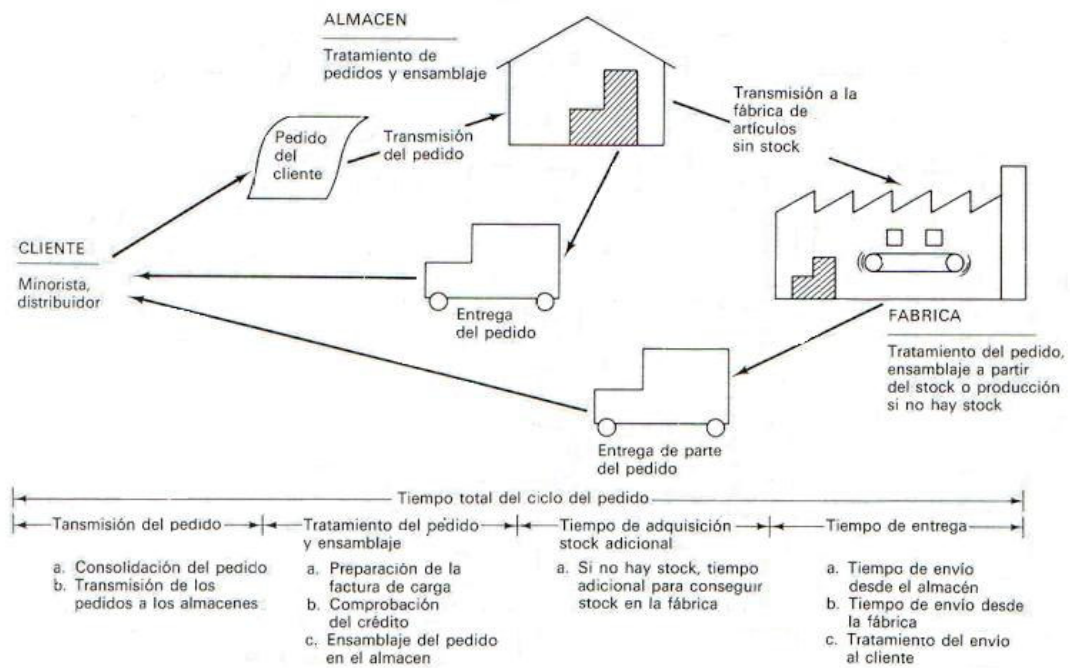 ALMACEN
Tratamiento de
pedidos y ensamblaje
Pedido
del
cliente
Transmisión
del pedido
Transmisión a la
fábrica de
artículos
sin stock
CLIENTE
Minorista,
distribuidor
Entrega
del pedido
FABRICA
Tratamiento del pedido,
ensamblaje a partir
del stock o producción
si no hay stock
Entrega de parte
del pedido
Tiempo total del ciclo del pedido
Tansmisión del pedido
a. Consolidación del pedido
b. Transmisión de los
pedidos a los almacenes
Tratamiento del pedido
y ensamblaje
a. Preparación de la
factura de carga
b. Comprobación
del crédito
c. Ensamblaje del pedido
en el almacen
Tiempo de adquisición
stock adicional
a. Si no hay stock, tiempo
adicional para conseguir
stock en la fábrica
Tiempo de entrega
a. Tiempo de envío
desde el almacén
b. Tiempo de envío desde
la fábrica
c. Tratamiento del envío
al cliente